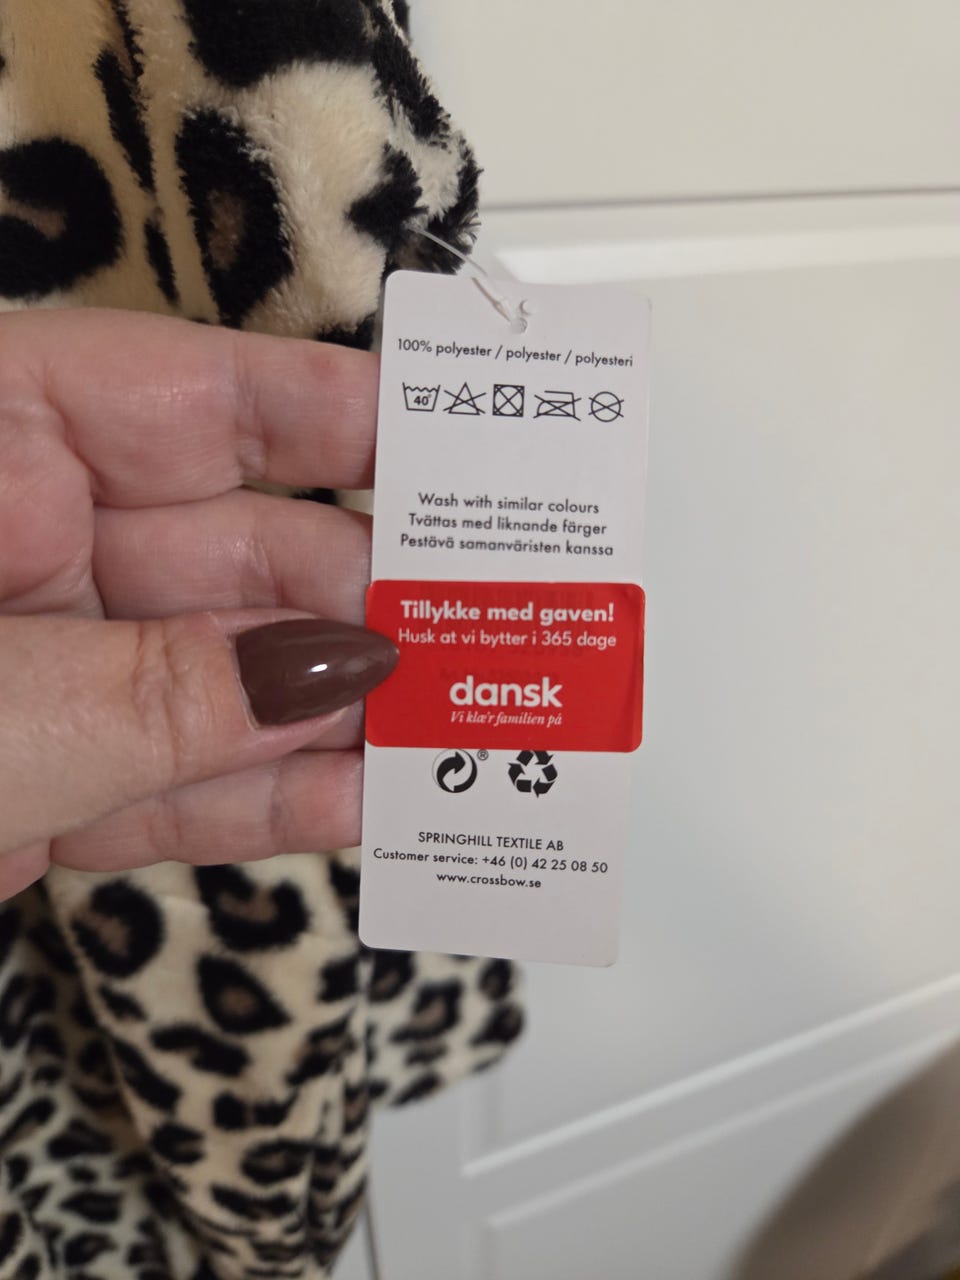 100% polyester / polyester / polyesteri
40°
Wash with similar colours
Tvättas med liknande färger
Pestävä samanväristen kanssa
Tillykke med gaven!
Husk at vi bytter i 365 dage
dansk
Vi klæ'r familien på
®
SPRINGHILL TEXTILE AB
Customer service: +46 (0) 42 25 08 50
www.crossbow.se